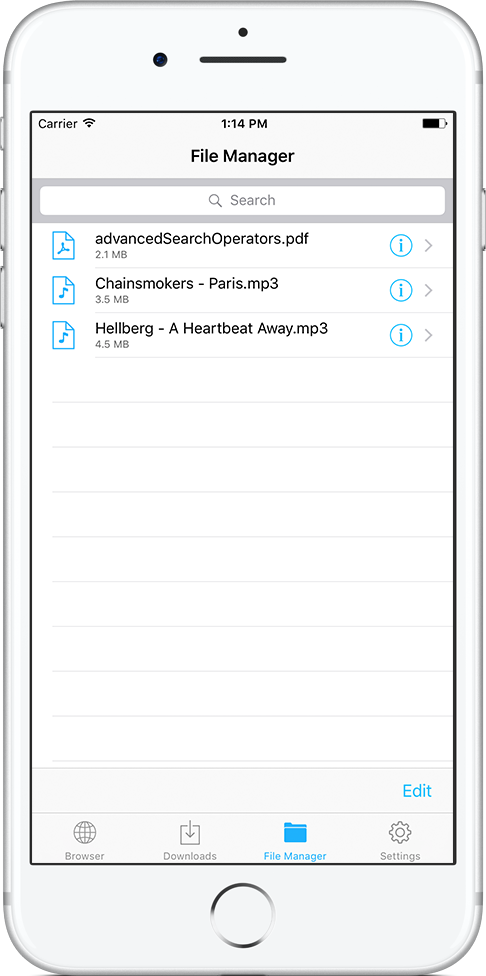 Carrier 1:14 PM
File Manager
Search
advancedSearchOperators.pdf
2.1 MB
Chainsmokers - Paris.mp3
3.5 MB
Hellberg - A Heartbeat Away.mp3
4.5 MB
Edit
Browser Downloads File Manager Settings